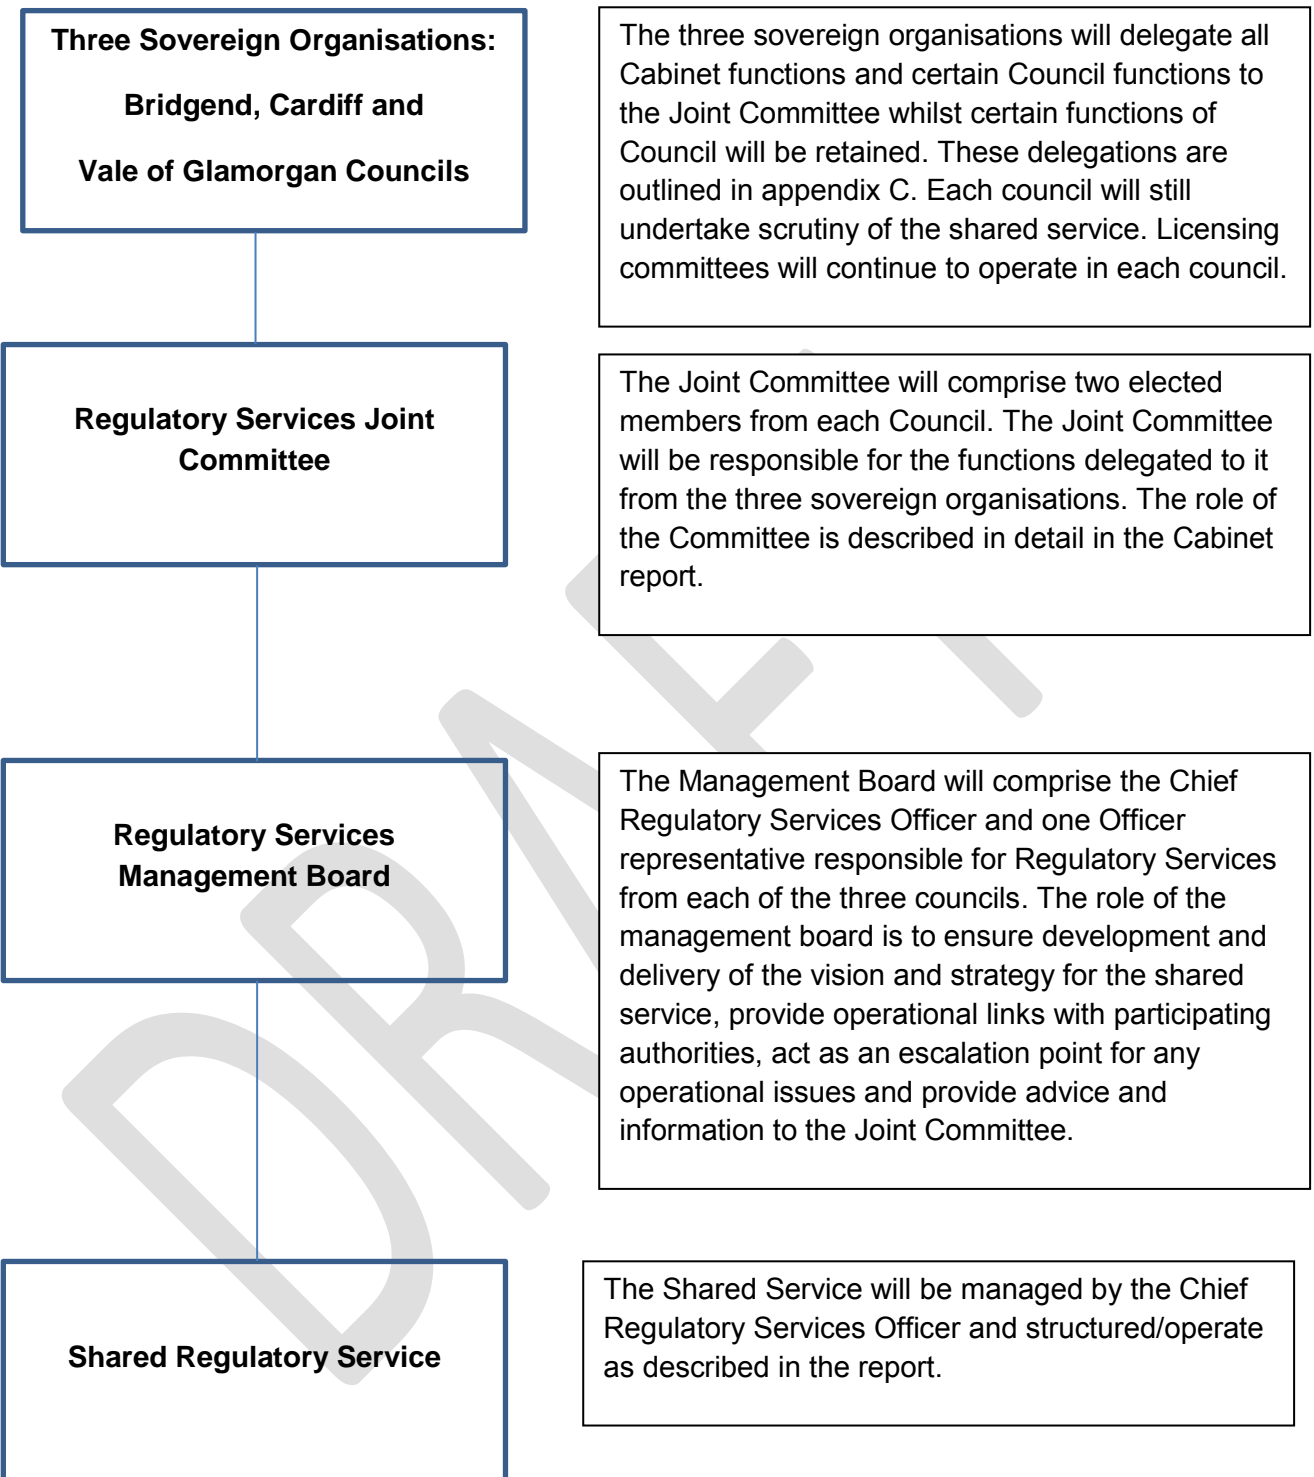 Three Sovereign Organisations:
Bridgend, Cardiff and
Vale of Glamorgan Councils
The three sovereign organisations will delegate all
Cabinet functions and certain Council functions to
the Joint Committee whilst certain functions of
Council will be retained. These delegations are
outlined in appendix C. Each council will still
undertake scrutiny of the shared service. Licensing
committees will continue to operate in each council.
Regulatory Services Joint
Committee
The Joint Committee will comprise two elected
members from each Council. The Joint Committee
will be responsible for the functions delegated to it
from the three sovereign organisations. The role of
the Committee is described in detail in the Cabinet
report.
Regulatory Services
Management Board
The Management Board will comprise the Chief
Regulatory Services Officer and one Officer
representative responsible for Regulatory Services
from each of the three councils. The role of the
management board is to ensure development and
delivery of the vision and strategy for the shared
service, provide operational links with participating
authorities, act as an escalation point for any
operational issues and provide advice and
information to the Joint Committee.
Shared Regulatory Service
The Shared Service will be managed by the Chief
Regulatory Services Officer and structured/operate
as described in the report.
DRAFT